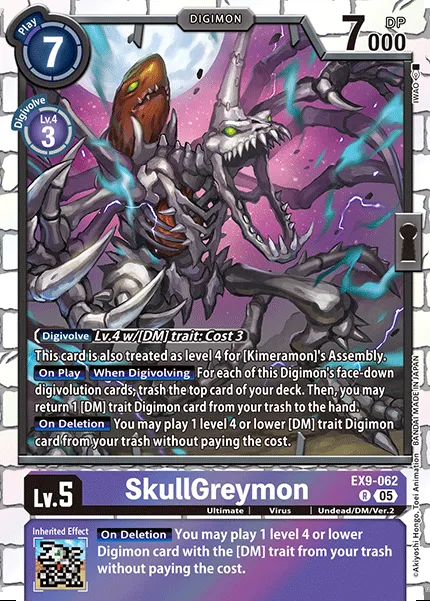 Play
7
DIGIMON
7000
DP
Digivolve
Lv.4
3
IWAO
Digivolve Lv.4 w/[DM] trait: Cost 3
This card is also treated as level 4 for [Kimeramon]'s Assembly.
On Play When Digivolving For each of this Digimon's face-down
digivolution cards, trash the top card of your deck. Then, you may
return 1 [DM] trait Digimon card from your trash to the hand.
On Deletion You may play 1 level 4 or lower [DM] trait Digimon
card from your trash without paying the cost.
©Akiyoshi Hongo, Toei Animation BANDAI MADE IN JAPAN
Lv.5
SkullGreymon
EX9-062
R 05
Ultimate Virus Undead/DM/Ver.2
Inherited Effect
On Deletion You may play 1 level 4 or lower
Digimon card with the [DM] trait from your trash
without paying the cost.